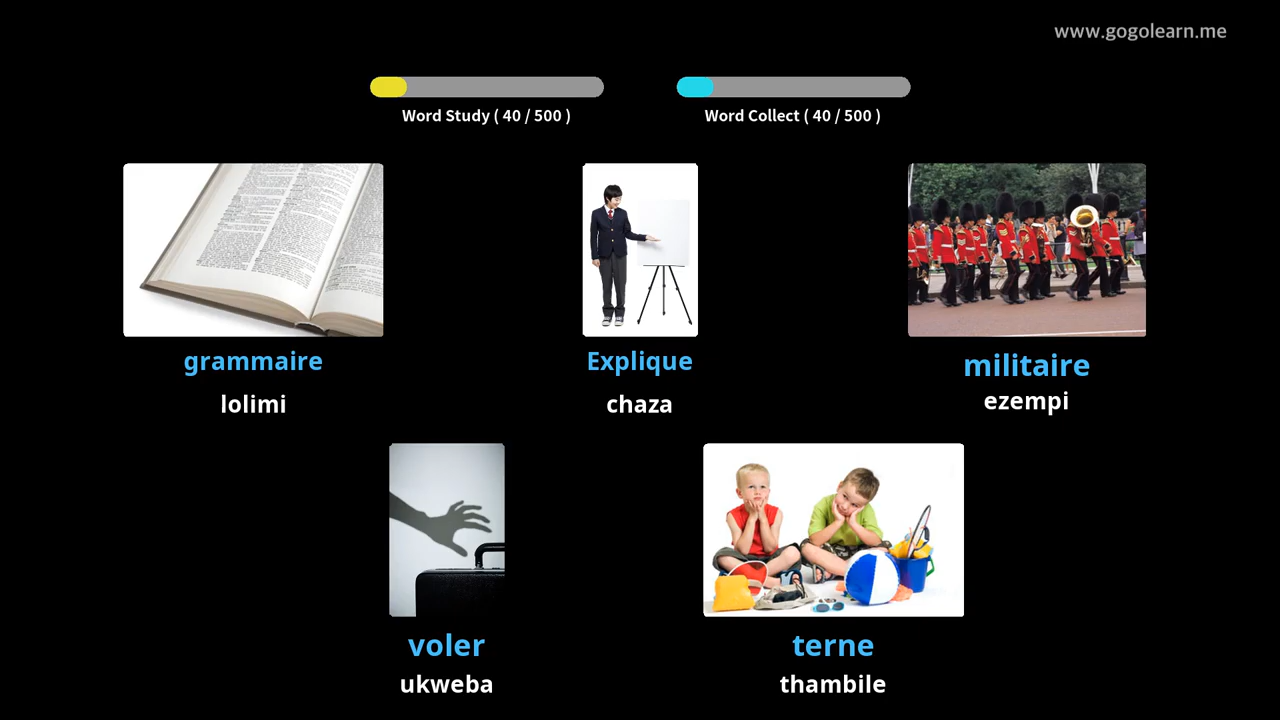 www.gogolearn.me
Word Study ( 40 / 500 )
Word Collect ( 40 / 500 )
grammaire
lolimi
Explique
chaza
militaire
ezempi
voler
ukweba
terne
thambile